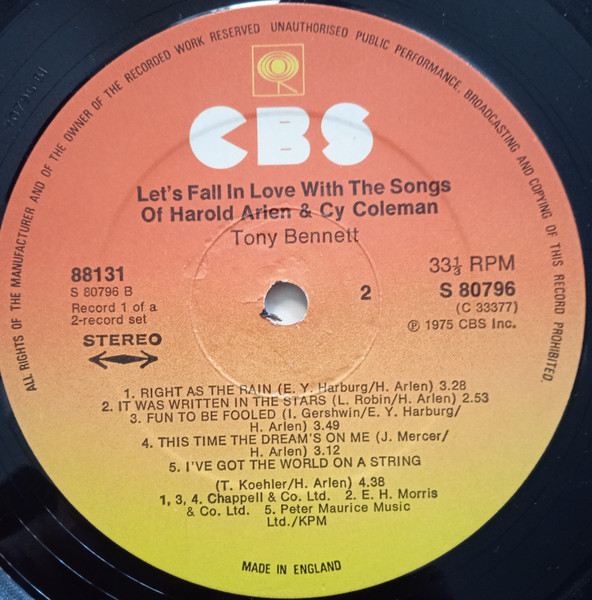 ALL RIGHTS OF THE MANUFACTURER AND OF THE OWNER OF THE RECORDED WORK RESERVED UNAUTHORISED PUBLIC PERFORMANCE, BROADCASTING AND COPYING OF THIS RECORD PROHIBITED.
CBS
Let's Fall In Love With The Songs
Of Harold Arlen & Cy Coleman
Tony Bennett
88131
S 80796 B
Record 1 of a
2-record set
STEREO
2
33⅓ RPM
S 80796
(C 33377)
℗ 1975 CBS Inc.
1. RIGHT AS THE RAIN (E. Y. Harburg/H. Arlen) 3.28
2. IT WAS WRITTEN IN THE STARS (L. Robin/H. Arlen) 2.53
3. FUN TO BE FOOLED (I. Gershwin/E. Y. Harburg/
H. Arlen) 3.49
4. THIS TIME THE DREAM'S ON ME (J. Mercer/
H. Arlen) 3.12
5. I'VE GOT THE WORLD ON A STRING
(T. Koehler/H. Arlen) 4.38
1, 3, 4. Chappell & Co. Ltd. 2. E. H. Morris
& Co. Ltd. 5. Peter Maurice Music
Ltd./KPM
MADE IN ENGLAND